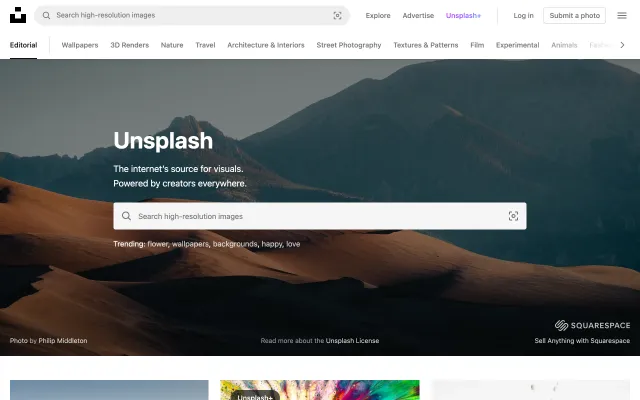 Search high-resolution images
Explore
Advertise
Unsplash+
Log in
Submit a photo
Editorial
Wallpapers
3D Renders
Nature
Travel
Architecture & Interiors
Street Photography
Textures & Patterns
Film
Experimental
Animals
Unsplash
The internet's source for visuals.
Powered by creators everywhere.
Search high-resolution images
Trending: flower, wallpapers, backgrounds, happy, love
SQUARESPACE
Photo by Philip Middleton
Read more about the Unsplash License
Sell Anything with Squarespace
Unsplash+